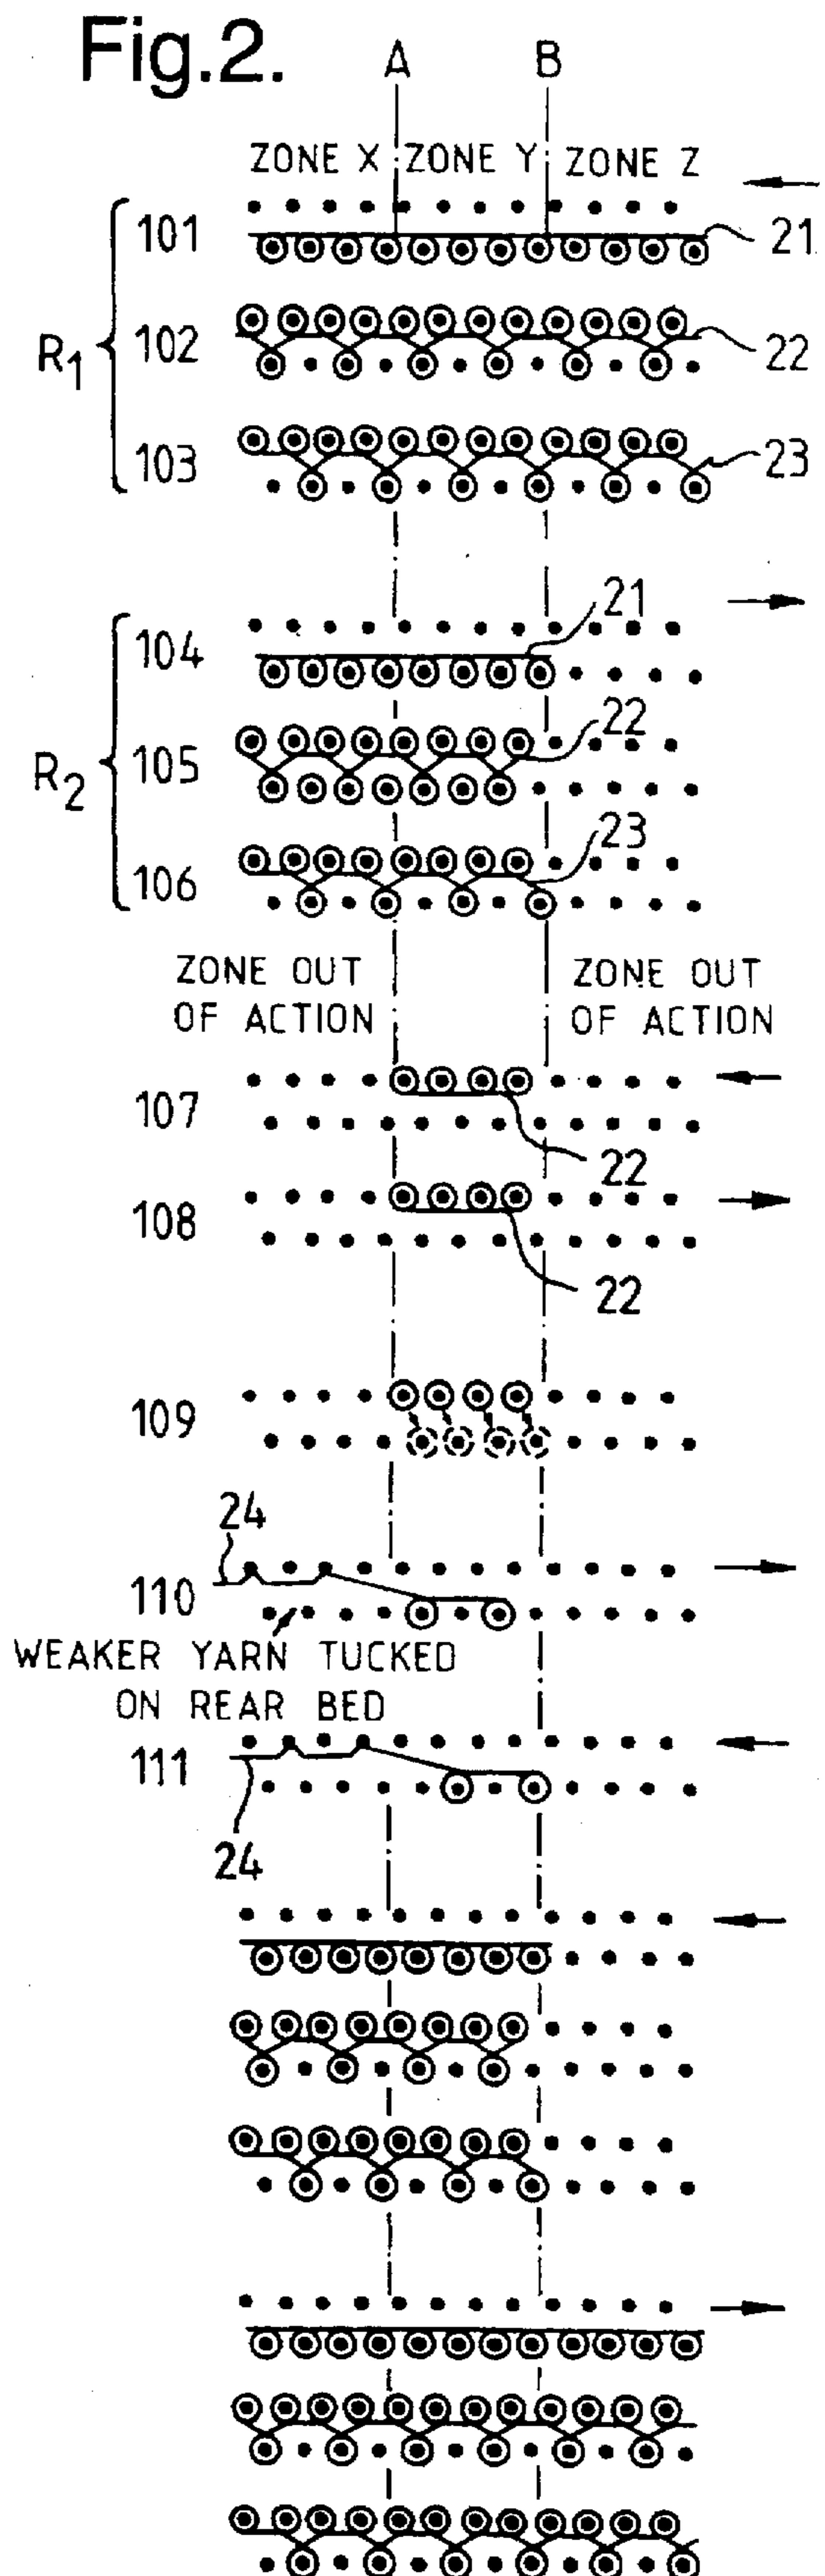 Fig.2.
A B
ZONE X ZONE Y ZONE Z
101 21
R1 102 22
103 23
21
104
22
R2 105
23
106
ZONE OUT ZONE OUT
OF ACTION OF ACTION
107
22
108
22
109
24
110
WEAKER YARN TUCKED
ON REAR BED
111
24